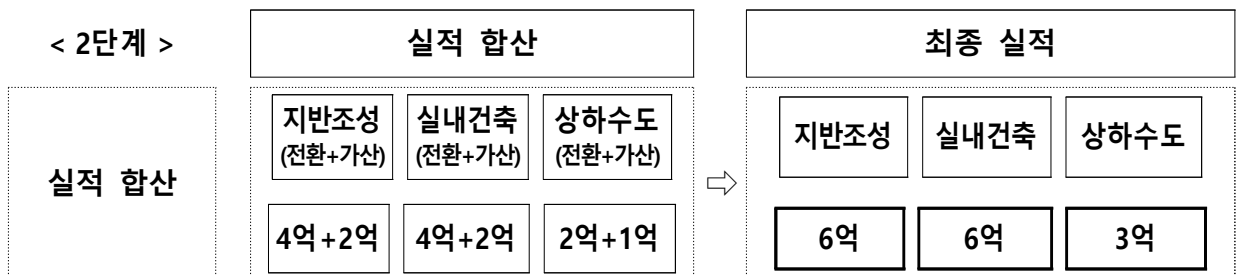 < 2단계 >
실적 합산
최종 실적
실적 합산
지반조성
(전환+가산)
실내건축
(전환+가산)
상하수도
(전환+가산)
4억+2억
4억+2억
2억+1억
⇨
지반조성
실내건축
상하수도
6억
6억
3억